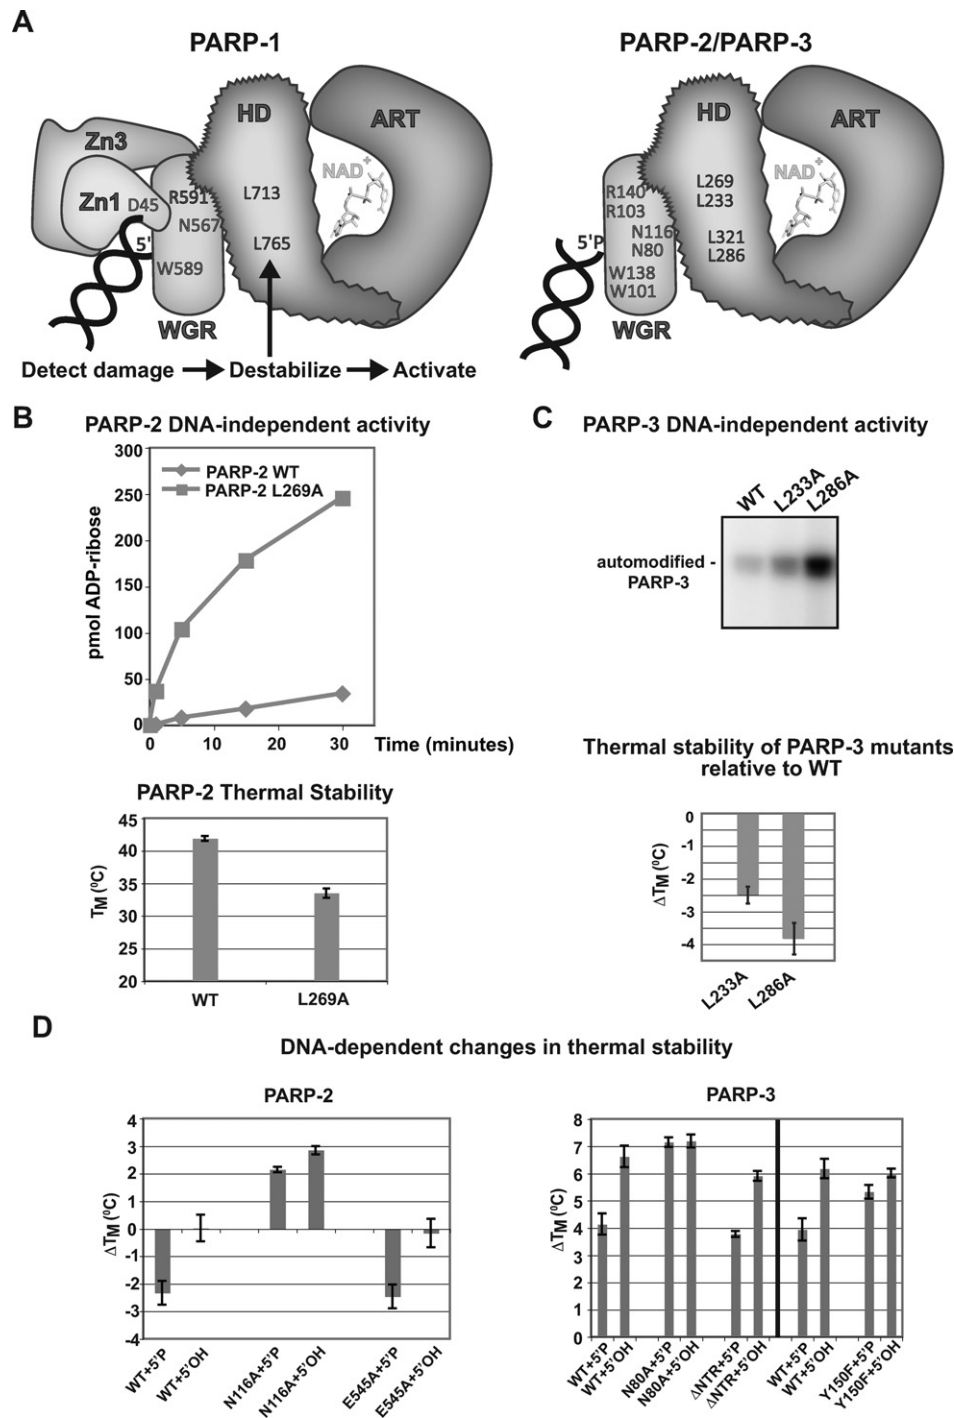 A
PARP-1
PARP-2/PARP-3
HD
ART
Zn3
Zn1
D45
R591
N567
L713
NAD+
5'
L765
W589
WGR
Detect damage
Destabilize
Activate
HD
ART
L269
L233
NAD+
R140
R103
N116
N80
5'P
L321
L286
W138
W101
WGR
B
PARP-2 DNA-independent activity
300
250
200
150
100
50
0
pmol ADP-ribose
PARP-2 WT
PARP-2 L269A
0
10
20
30
Time (minutes)
PARP-2 Thermal Stability
45
40
35
30
25
20
TM (⁰C)
WT
L269A
C
PARP-3 DNA-independent activity
WT
L233A
L286A
automodified -
PARP-3
Thermal stability of PARP-3 mutants
relative to WT
0
-1
-2
-3
-4
ΔTM (⁰C)
L233A
L286A
D
DNA-dependent changes in thermal stability
PARP-2
4
3
2
1
0
-1
-2
-3
-4
ΔTM (⁰C)
WT+5'P
WT+5'OH
N116A+5'P
N116A+5'OH
E545A+5'P
E545A+5'OH
PARP-3
8
7
6
5
4
3
2
1
0
ΔTM (⁰C)
WT+5'P
WT+5'OH
N80A+5'P
N80A+5'OH
ΔNTR+5'P
ΔNTR+5'OH
WT+5'P
WT+5'OH
Y150F+5'P
Y150F+5'OH